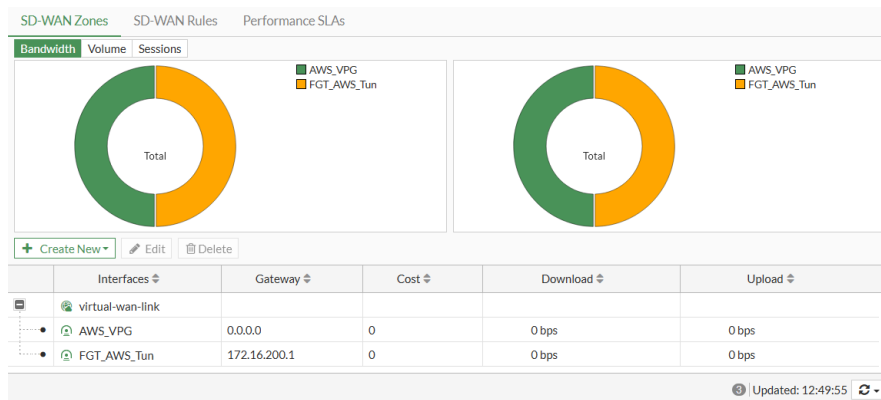 SD-WAN Zones SD-WAN Rules Performance SLAs
Bandwidth Volume Sessions
AWS_VPG
FGT_AWS_Tun
Total
AWS_VPG
FGT_AWS_Tun
Total
Create New Edit Delete
Interfaces Gateway Cost Download Upload
virtual-wan-link
AWS_VPG 0.0.0.0 0 0 bps 0 bps
FGT_AWS_Tun 172.16.200.1 0 0 bps 0 bps
3 Updated: 12:49:55